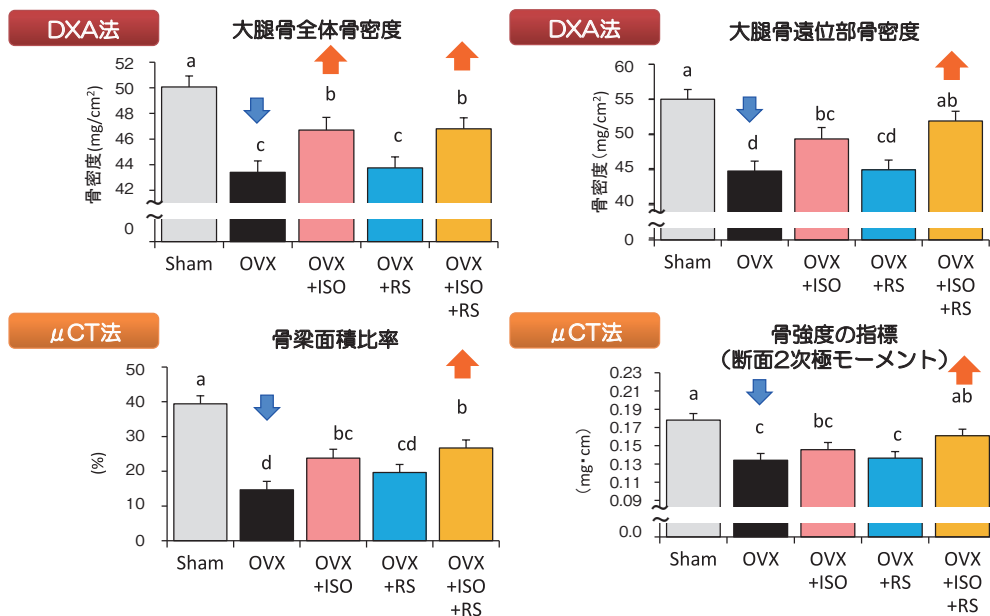 DXA法
大腿骨全体骨密度
骨密度(mg/cm²)
52
50
48
46
44
42
0
a
c
b
c
b
Sham
OVX
OVX
+ISO
OVX
+RS
OVX
+ISO
+RS
DXA法
大腿骨遠位部骨密度
骨密度(mg/cm²)
60
55
50
45
40
0
a
d
bc
cd
ab
Sham
OVX
OVX
+ISO
OVX
+RS
OVX
+ISO
+RS
μCT法
骨梁面積比率
(%)
50
40
30
20
10
0
a
d
bc
cd
b
Sham
OVX
OVX
+ISO
OVX
+RS
OVX
+ISO
+RS
μCT法
骨強度の指標
(断面2次極モーメント)
(mg・cm)
0.23
0.21
0.19
0.17
0.15
0.13
0.11
0.09
0.0
a
c
bc
c
ab
Sham
OVX
OVX
+ISO
OVX
+RS
OVX
+ISO
+RS